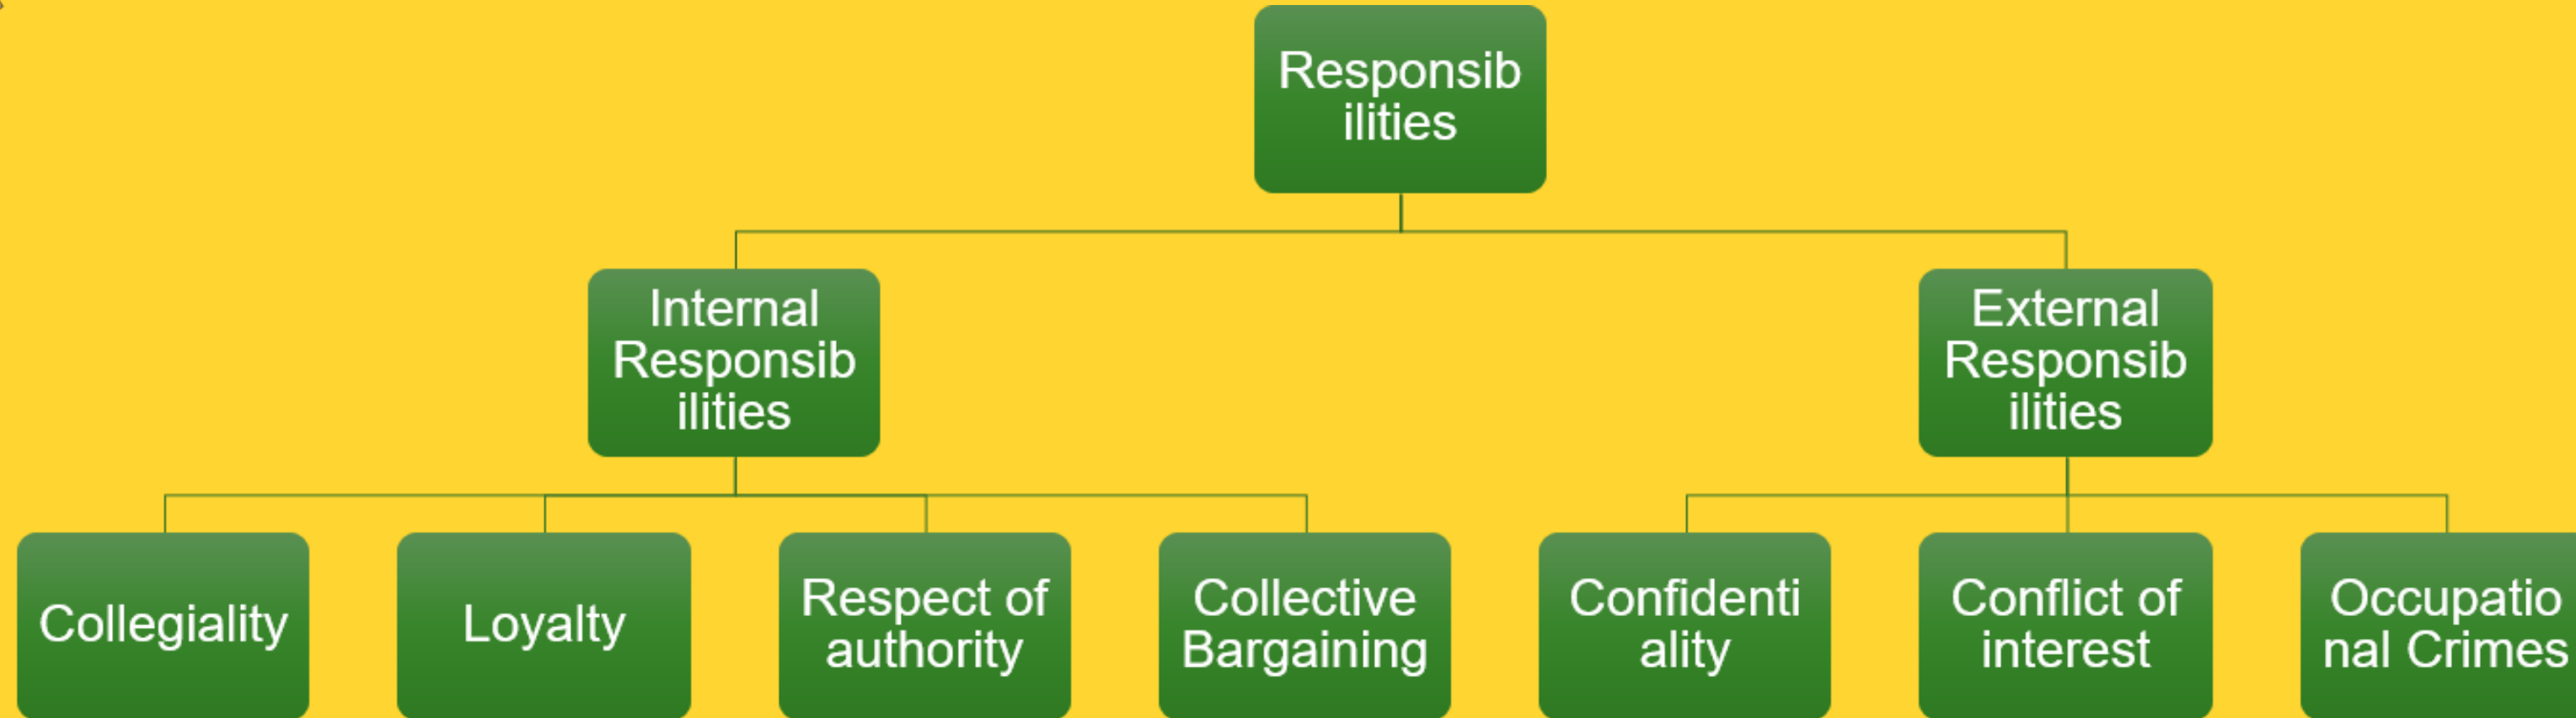 Responsib
ilities
Internal
Responsib
ilities
External
Responsib
ilities
Collegiality
Loyalty
Respect of
authority
Collective
Bargaining
Confidenti
ality
Conflict of
interest
Occupatio
nal Crimes